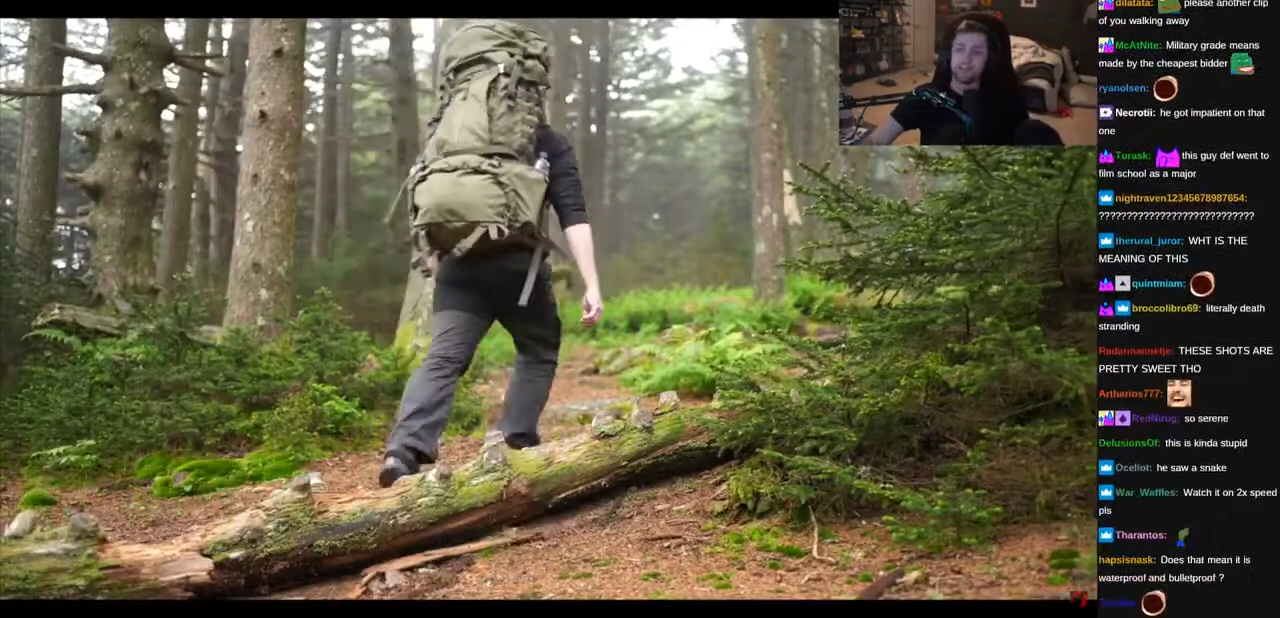 dilatata: please another clip
of you walking away
McAtNite: Military grade means
made by the cheapest bidder
ryanolsen:
Necrotii: he got impatient on that
one
Turask: this guy def went to
film school as a major
nightraven12345678987654:
???????????????????????????
therural_juror: WHT IS THE
MEANING OF THIS
quintmiam:
broccolibro69: literally death
stranding
Radarmannetje: THESE SHOTS ARE
PRETTY SWEET THO
Artharios777:
RedNirug: so serene
DelusionsOf: this is kinda stupid
Ocellot: he saw a snake
War_Waffles: Watch it on 2x speed
pls
Tharantos:
hapsisnask: Does that mean it is
waterproof and bulletproof ?